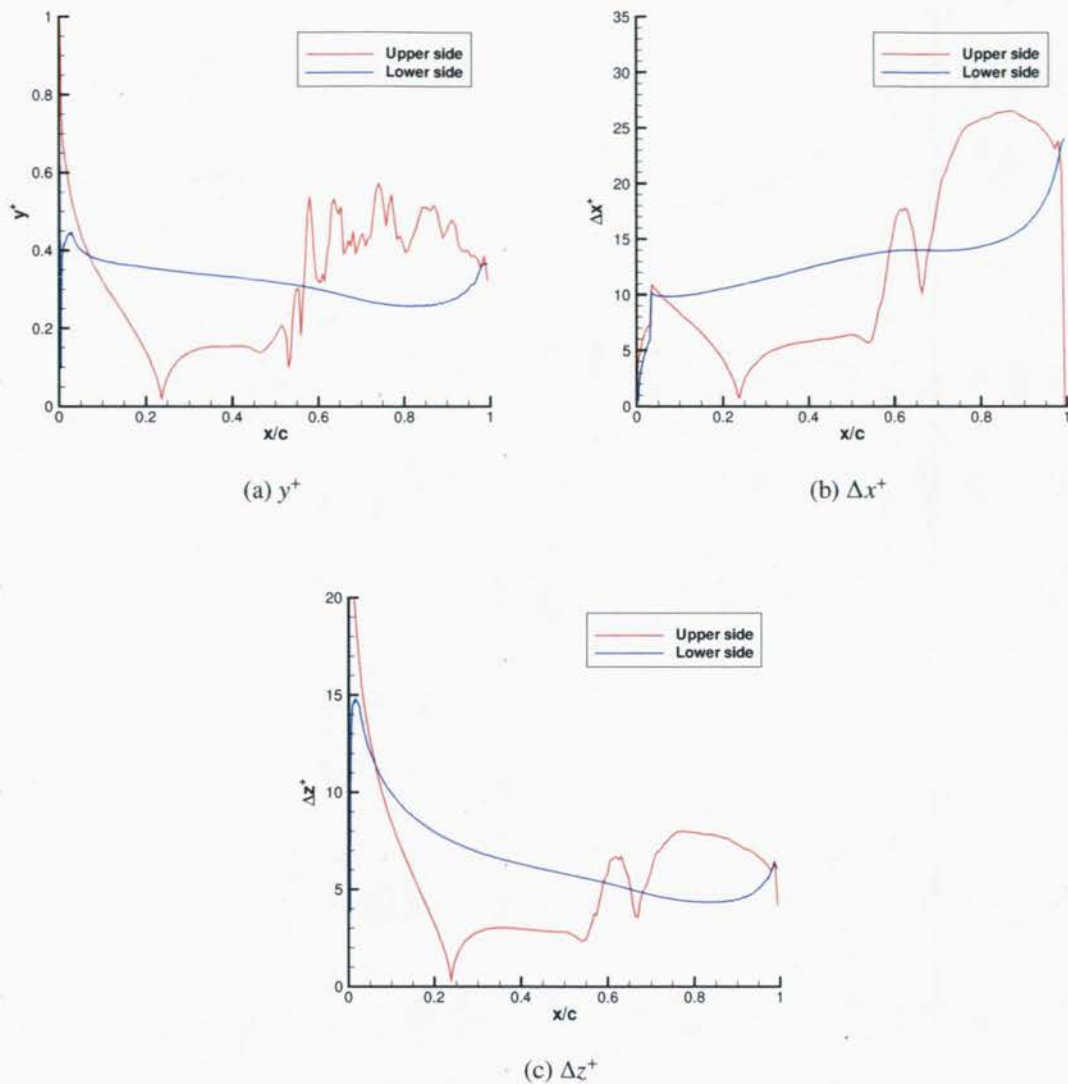 1
Upper side
Lower side
0.8
0.6
y+
0.4
0.2
0
0 0.2 0.4 0.6 0.8 1
x/c
(a) y+
35
Upper side
Lower side
30
25
20
Δx+
15
10
5
0
0 0.2 0.4 0.6 0.8 1
x/c
(b) Δx+
20
Upper side
Lower side
15
Δz+
10
5
0
0 0.2 0.4 0.6 0.8 1
x/c
(c) Δz+